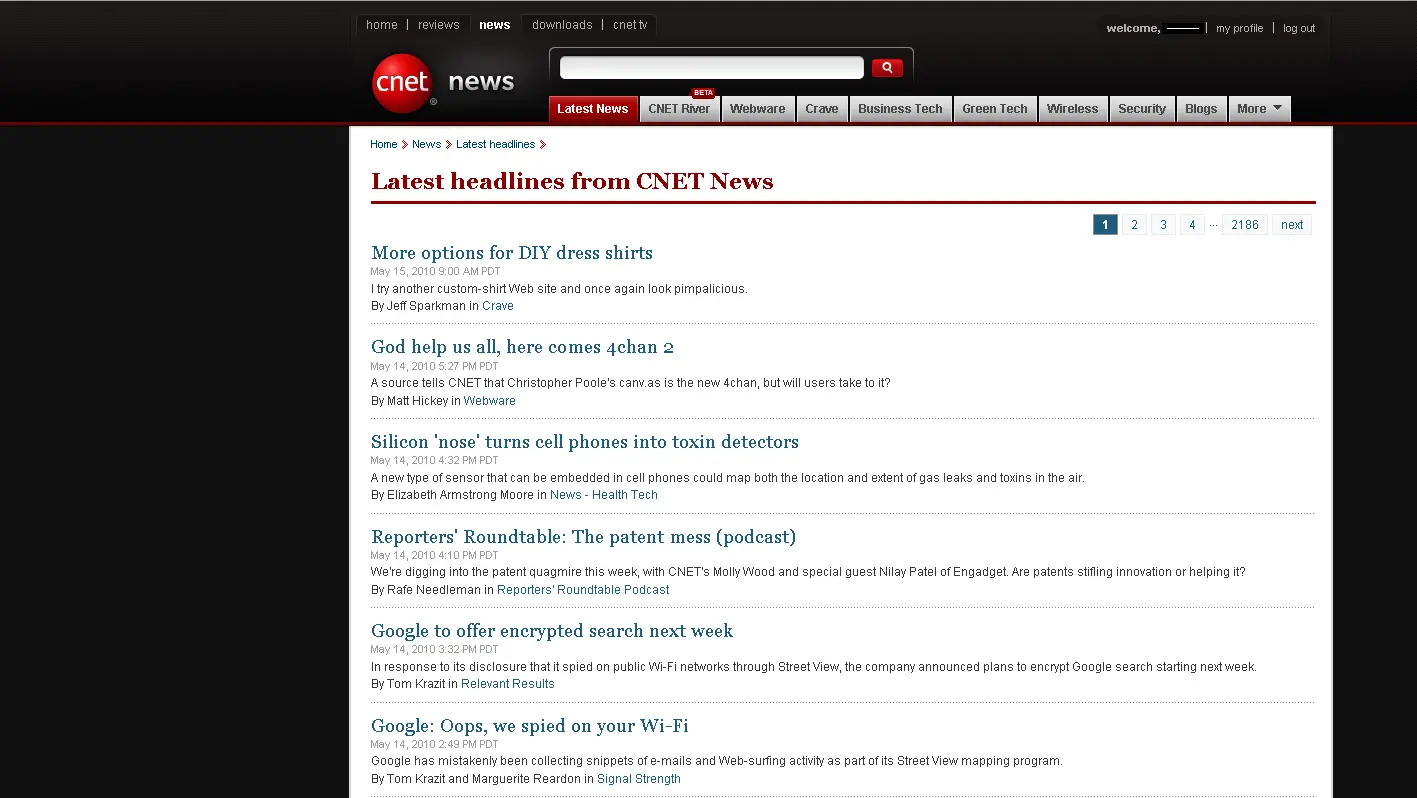 home | reviews news downloads | cnet tv
welcome, | my profile | log out
cnet® news
BETA
Latest News CNET River Webware Crave Business Tech Green Tech Wireless Security Blogs More
Home News Latest headlines
Latest headlines from CNET News
1 2 3 4 ... 2186 next
More options for DIY dress shirts
May 15, 2010 9:00 AM PDT
I try another custom-shirt Web site and once again look pimpalicious.
By Jeff Sparkman in Crave
God help us all, here comes 4chan 2
May 14, 2010 5:27 PM PDT
A source tells CNET that Christopher Poole's canv.as is the new 4chan, but will users take to it?
By Matt Hickey in Webware
Silicon 'nose' turns cell phones into toxin detectors
May 14, 2010 4:32 PM PDT
A new type of sensor that can be embedded in cell phones could map both the location and extent of gas leaks and toxins in the air.
By Elizabeth Armstrong Moore in News - Health Tech
Reporters' Roundtable: The patent mess (podcast)
May 14, 2010 4:10 PM PDT
We're digging into the patent quagmire this week, with CNET's Molly Wood and special guest Nilay Patel of Engadget. Are patents stifling innovation or helping it?
By Rafe Needleman in Reporters' Roundtable Podcast
Google to offer encrypted search next week
May 14, 2010 3:32 PM PDT
In response to its disclosure that it spied on public Wi-Fi networks through Street View, the company announced plans to encrypt Google search starting next week.
By Tom Krazit in Relevant Results
Google: Oops, we spied on your Wi-Fi
May 14, 2010 2:49 PM PDT
Google has mistakenly been collecting snippets of e-mails and Web-surfing activity as part of its Street View mapping program.
By Tom Krazit and Marguerite Reardon in Signal Strength